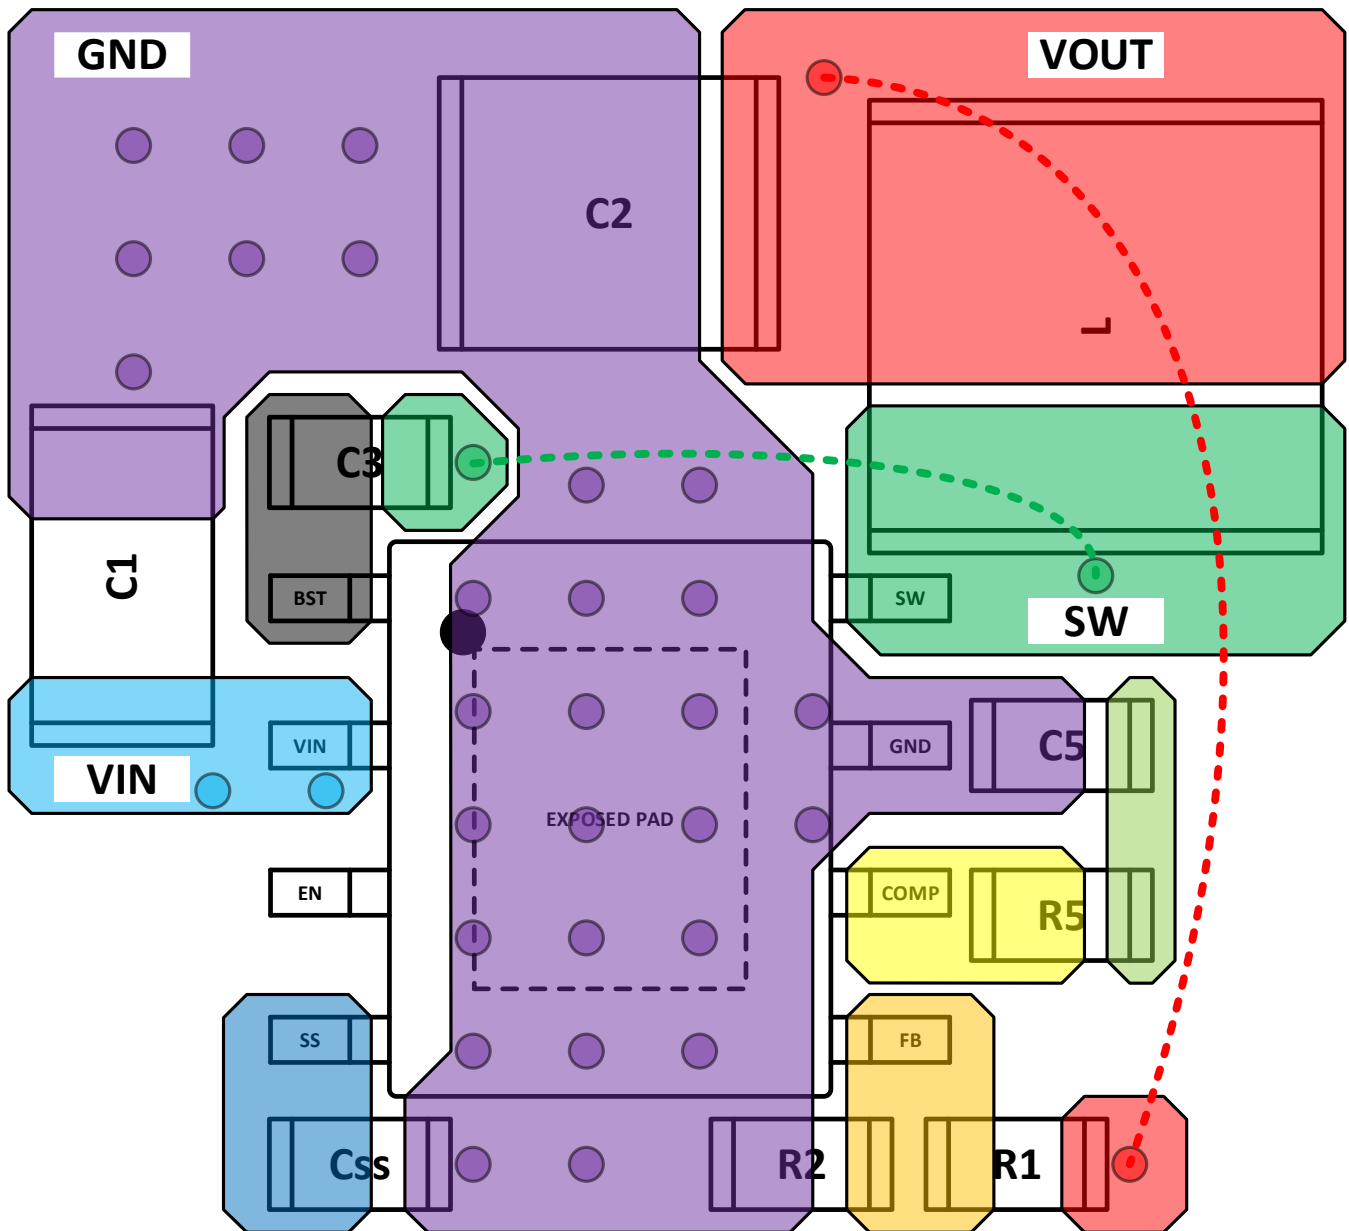 GND
VOUT
C2
L
C3
C1
BST
SW
SW
VIN
GND
C5
VIN
EXPOSED PAD
EN
COMP
R5
SS
FB
Css
R2
R1